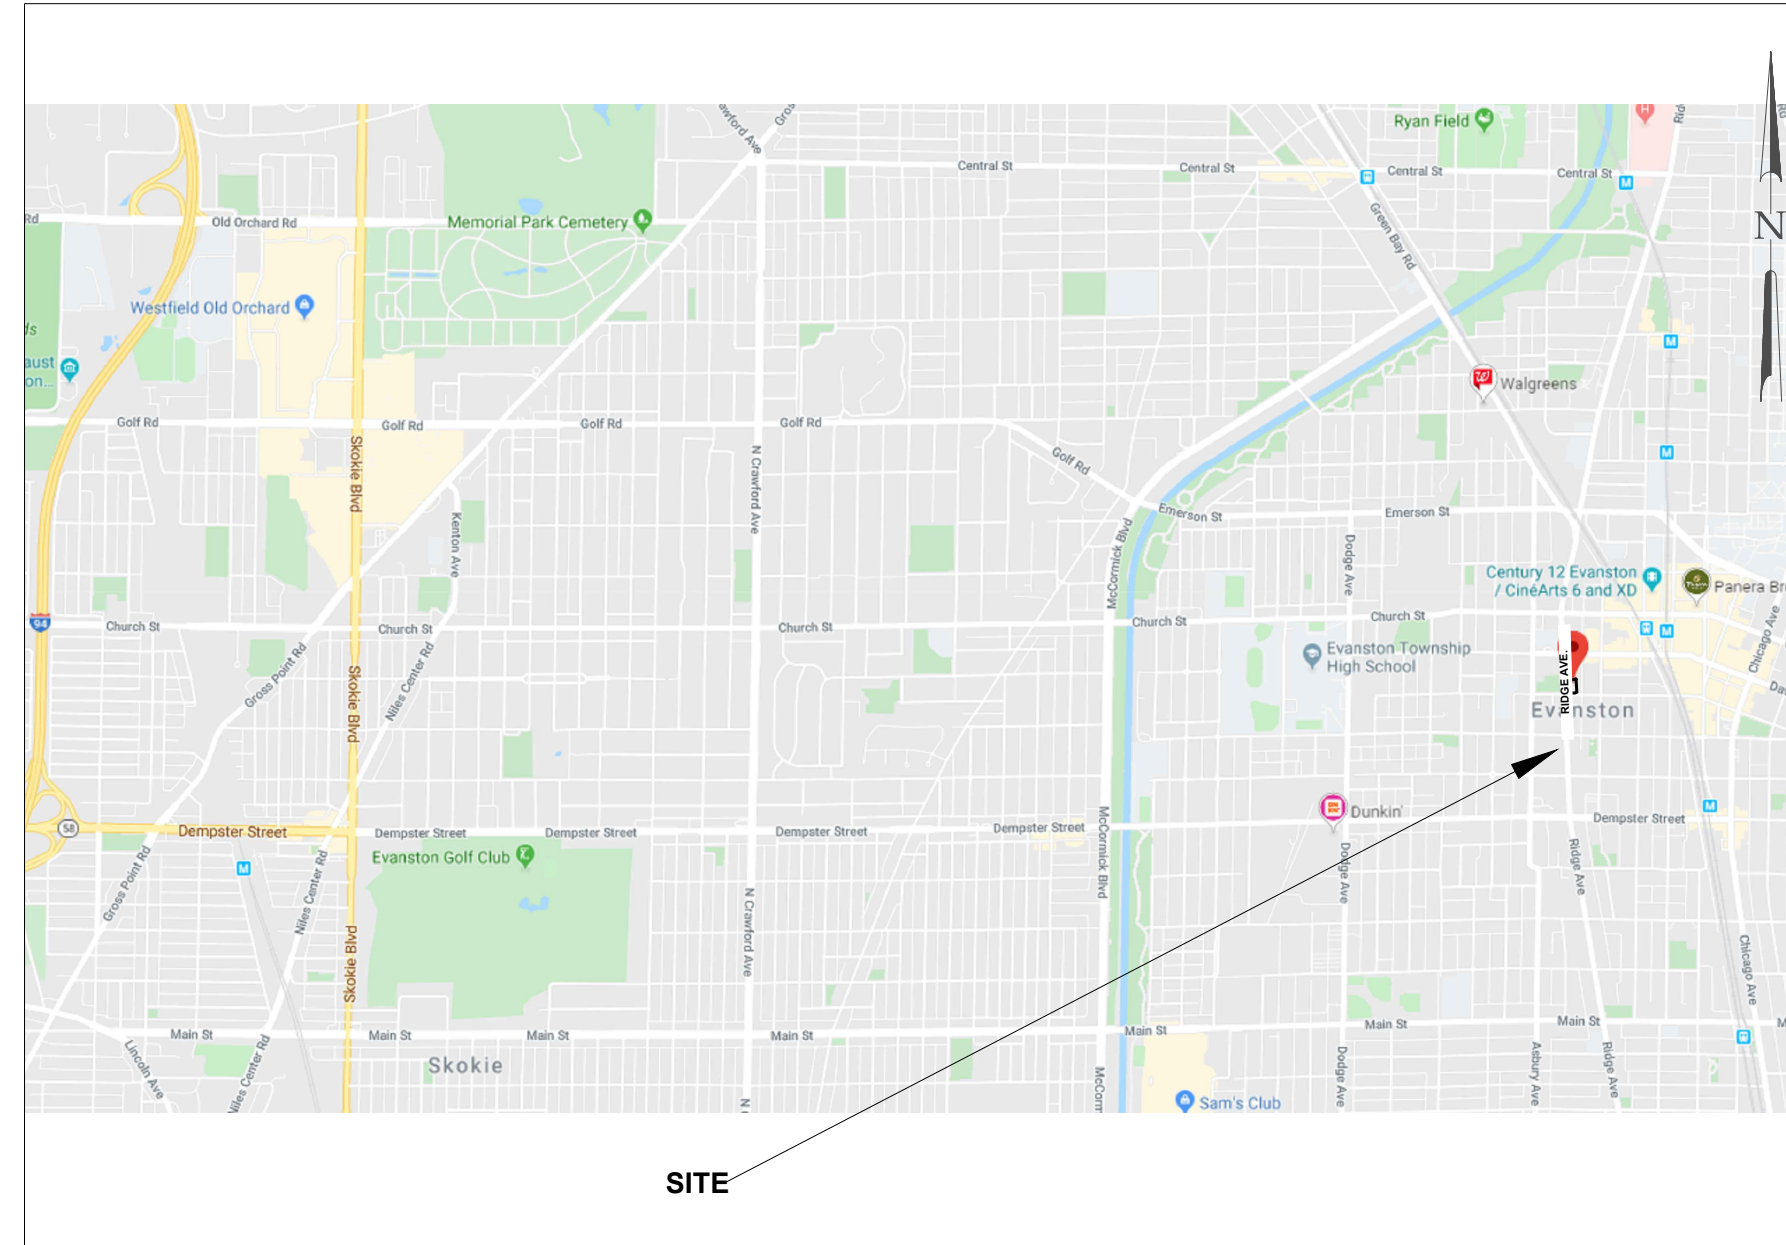 Ryan Field
H
Central St
Central St
Central St
Central St
M
Old Orchard Rd
Memorial Park Cemetery
Green Bay Rd
N
Westfield Old Orchard
M
Walgreens
Golf Rd
Golf Rd
Golf Rd
Golf Rd
Golf Rd
Skokie Blvd
N Crawford Ave
M
Kenton Ave
McCormick Blvd
Emerson St
Emerson St
Dodge Ave
Century 12 Evanston
/ CinéArts 6 and XD
Panera
94
Church St
Church St
Church St
Church St
Church St
M
Chicago Ave
Evanston Township
High School
RIDGE AVE.
Gross Point Rd
Niles Center Rd
Skokie Blvd
Evanston
M
58
Dempster Street
Dempster Street
Dempster Street
Dempster Street
Dempster Street
Dunkin'
Dempster Street
McCormick Blvd
Evanston Golf Club
M
Gross Point Rd
Niles Center Rd
Dodge Ave
Ridge Ave
N Crawford Ave
Skokie Blvd
Chicago Ave
Main St
Main St
Main St
Main St
Main St
Main St
Main St
Skokie
Lincoln Ave
Niles Center Rd
Dodge Ave
Asbury Ave
Ridge Ave
Sam's Club
SITE